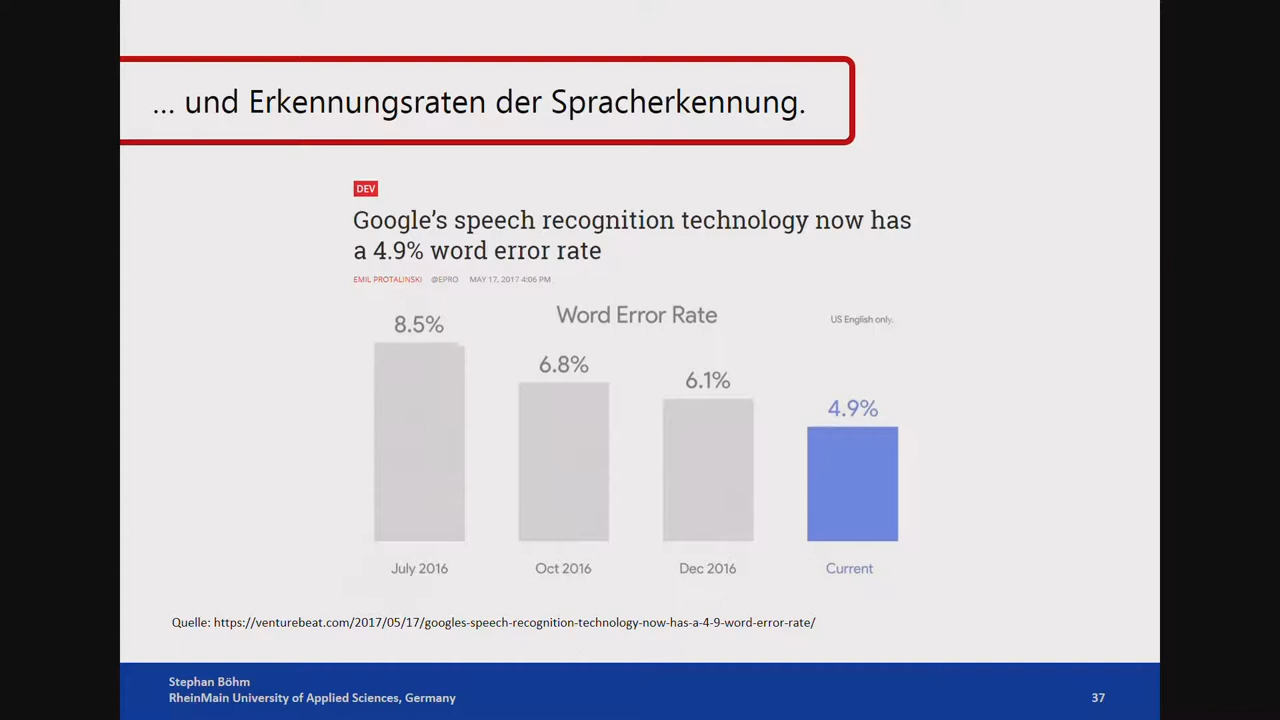 ... und Erkennungsraten der Spracherkennung.
DEV
Google’s speech recognition technology now has
a 4.9% word error rate
EMIL PROTALINSKI @EPRO MAY 17, 2017 4:06 PM
Word Error Rate
US English only.
8.5%
6.8%
6.1%
4.9%
July 2016
Oct 2016
Dec 2016
Current
Quelle: https://venturebeat.com/2017/05/17/googles-speech-recognition-technology-now-has-a-4-9-word-error-rate/
Stephan Böhm
RheinMain University of Applied Sciences, Germany
37